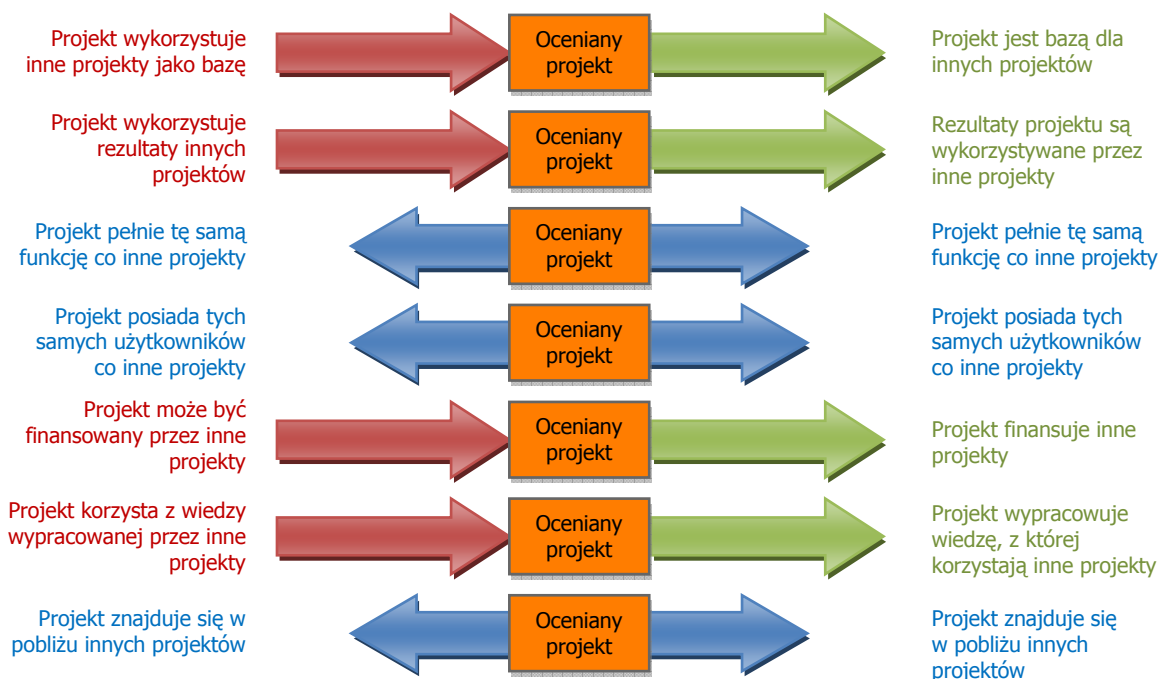 Projekt wykorzystuje
inne projekty jako bazę
Oceniany
projekt
Projekt jest bazą dla
innych projektów
Projekt wykorzystuje
rezultaty innych
projektów
Oceniany
projekt
Rezultaty projektu są
wykorzystywane przez
inne projekty
Projekt pełnie tę samą
funkcję co inne projekty
Oceniany
projekt
Projekt pełnie tę samą
funkcję co inne projekty
Projekt posiada tych
samych użytkowników
co inne projekty
Oceniany
projekt
Projekt posiada tych
samych użytkowników
co inne projekty
Projekt może być
finansowany przez inne
projekty
Oceniany
projekt
Projekt finansuje inne
projekty
Projekt korzysta z wiedzy
wypracowanej przez inne
projekty
Oceniany
projekt
Projekt wypracowuje
wiedzę, z której
korzystają inne projekty
Projekt znajduje się w
pobliżu innych projektów
Oceniany
projekt
Projekt znajduje się
w pobliżu innych
projektów